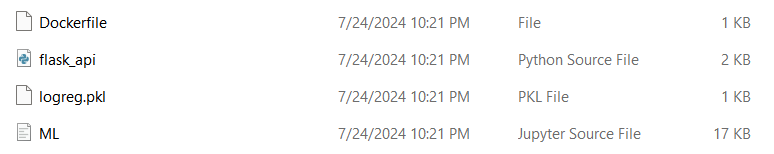 Dockerfile 7/24/2024 10:21 PM File 1 KB
flask_api 7/24/2024 10:21 PM Python Source File 2 KB
logreg.pkl 7/24/2024 10:21 PM PKL File 1 KB
ML 7/24/2024 10:21 PM Jupyter Source File 17 KB